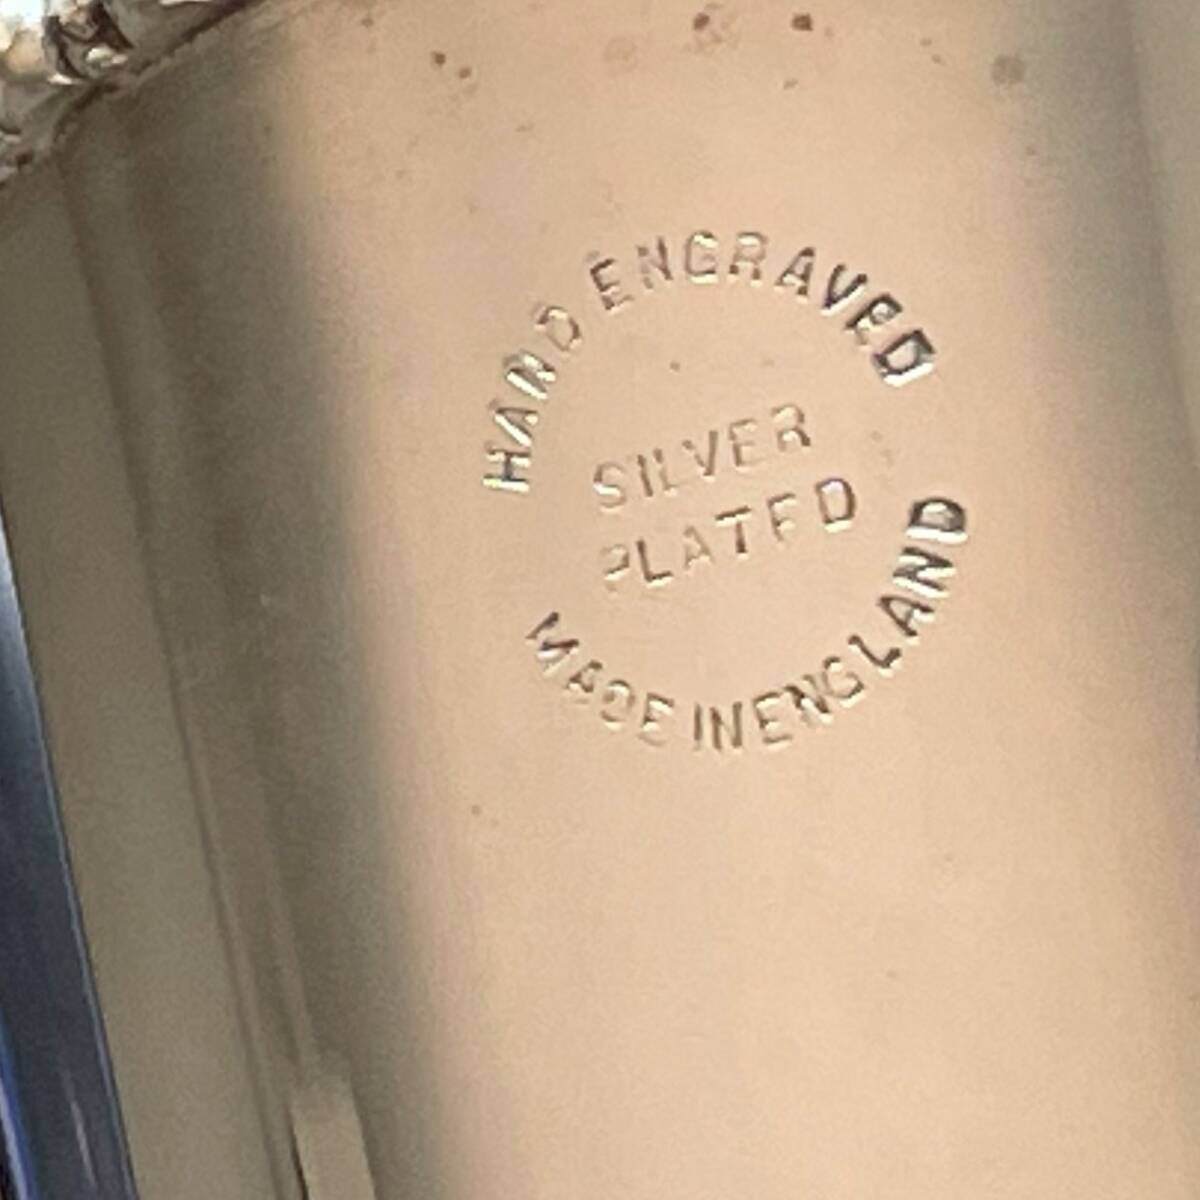 HAND ENGRAVED
SILVER
PLATED
MADE IN ENGLAND